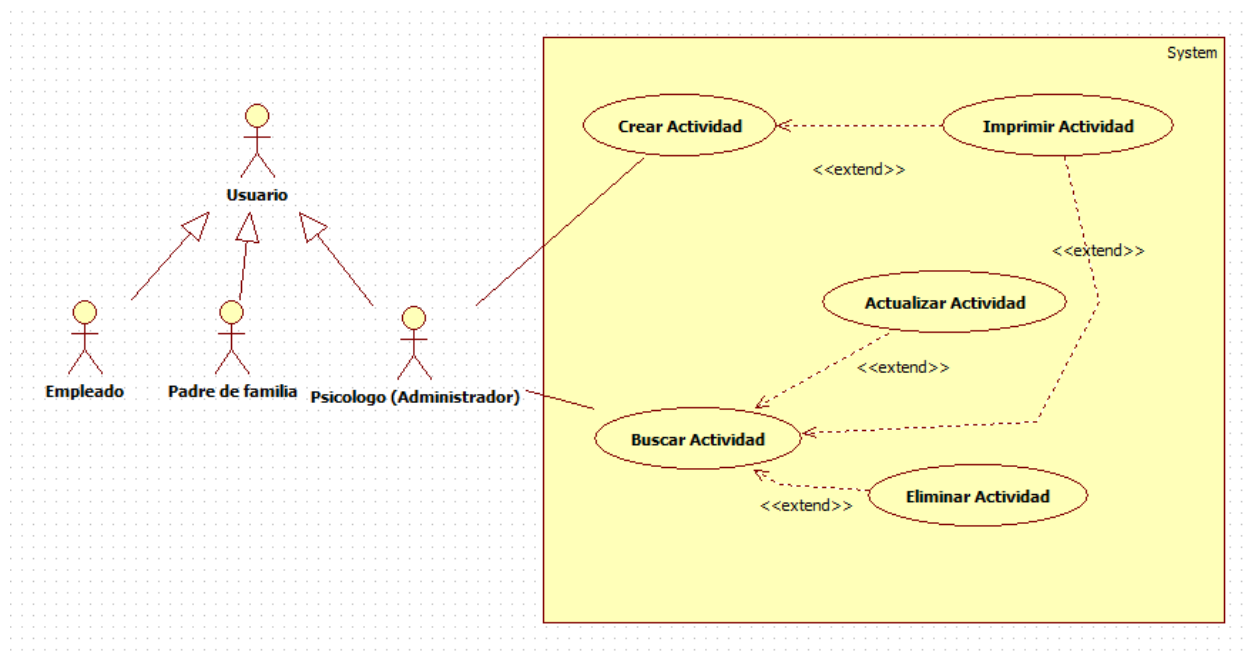 System
Crear Actividad
Imprimir Actividad
<<extend>>
Usuario
<<extend>>
Actualizar Actividad
<<extend>>
Empleado
Padre de familia
Psicologo (Administrador)
Buscar Actividad
Eliminar Actividad
<<extend>>